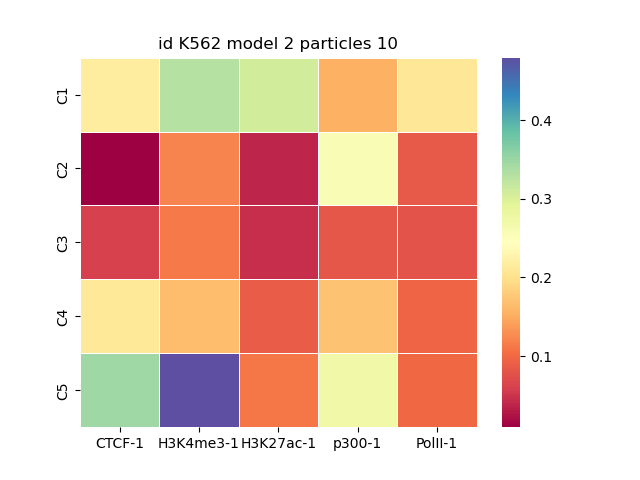 id K562 model 2 particles 10
C1
C2
C3
C4
C5
CTCF-1 H3K4me3-1 H3K27ac-1 p300-1 PolII-1
0.4
0.3
0.2
0.1